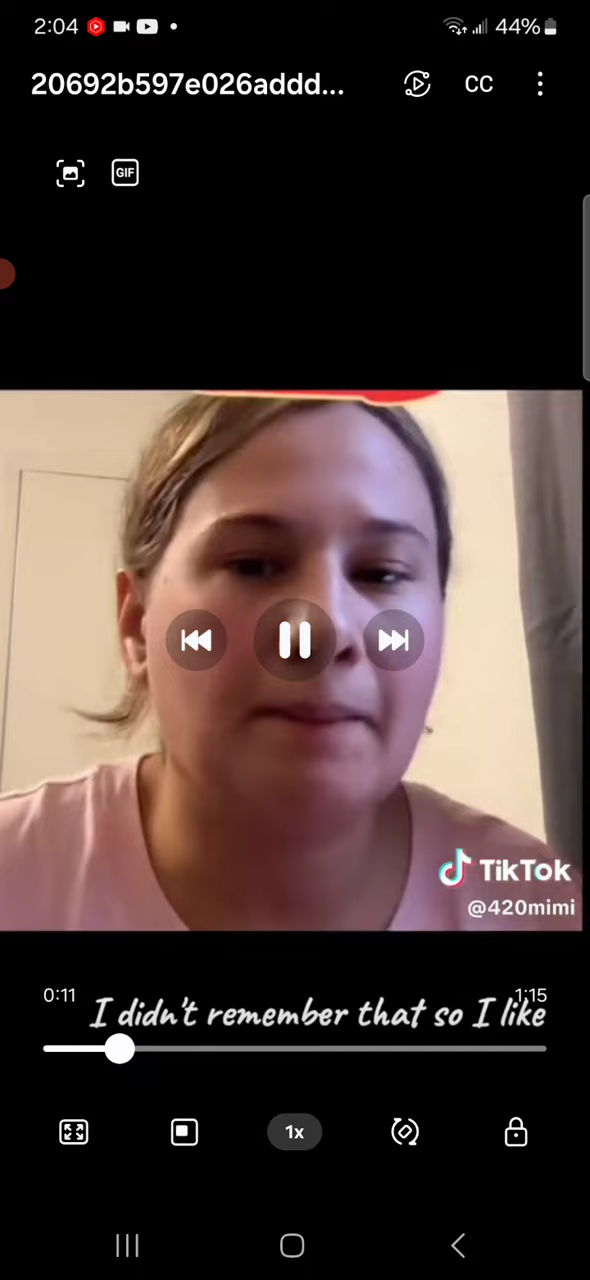 2:04
44%
20692b597e026addd...
CC
GIF
TikTok
@420mimi
0:11
1:15
I didn't remember that so I like
1x